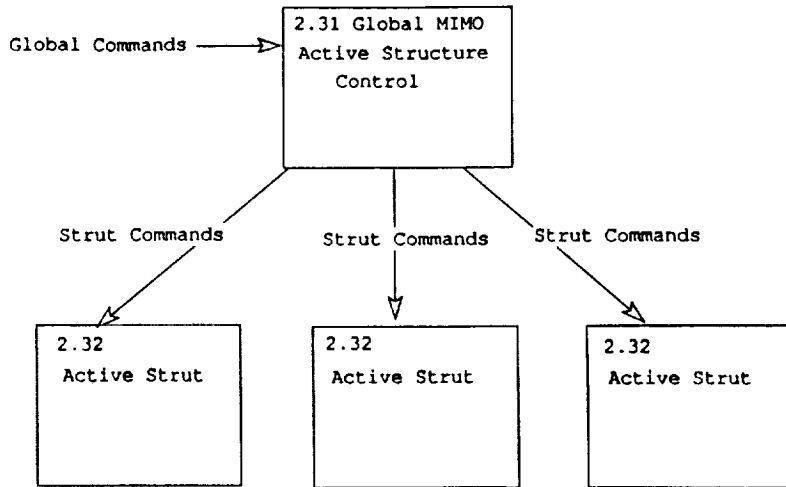 2.31 Global MIMO
Active Structure
Control
Global Commands
Strut Commands
Strut Commands
Strut Commands
2.32
Active Strut
2.32
Active Strut
2.32
Active Strut